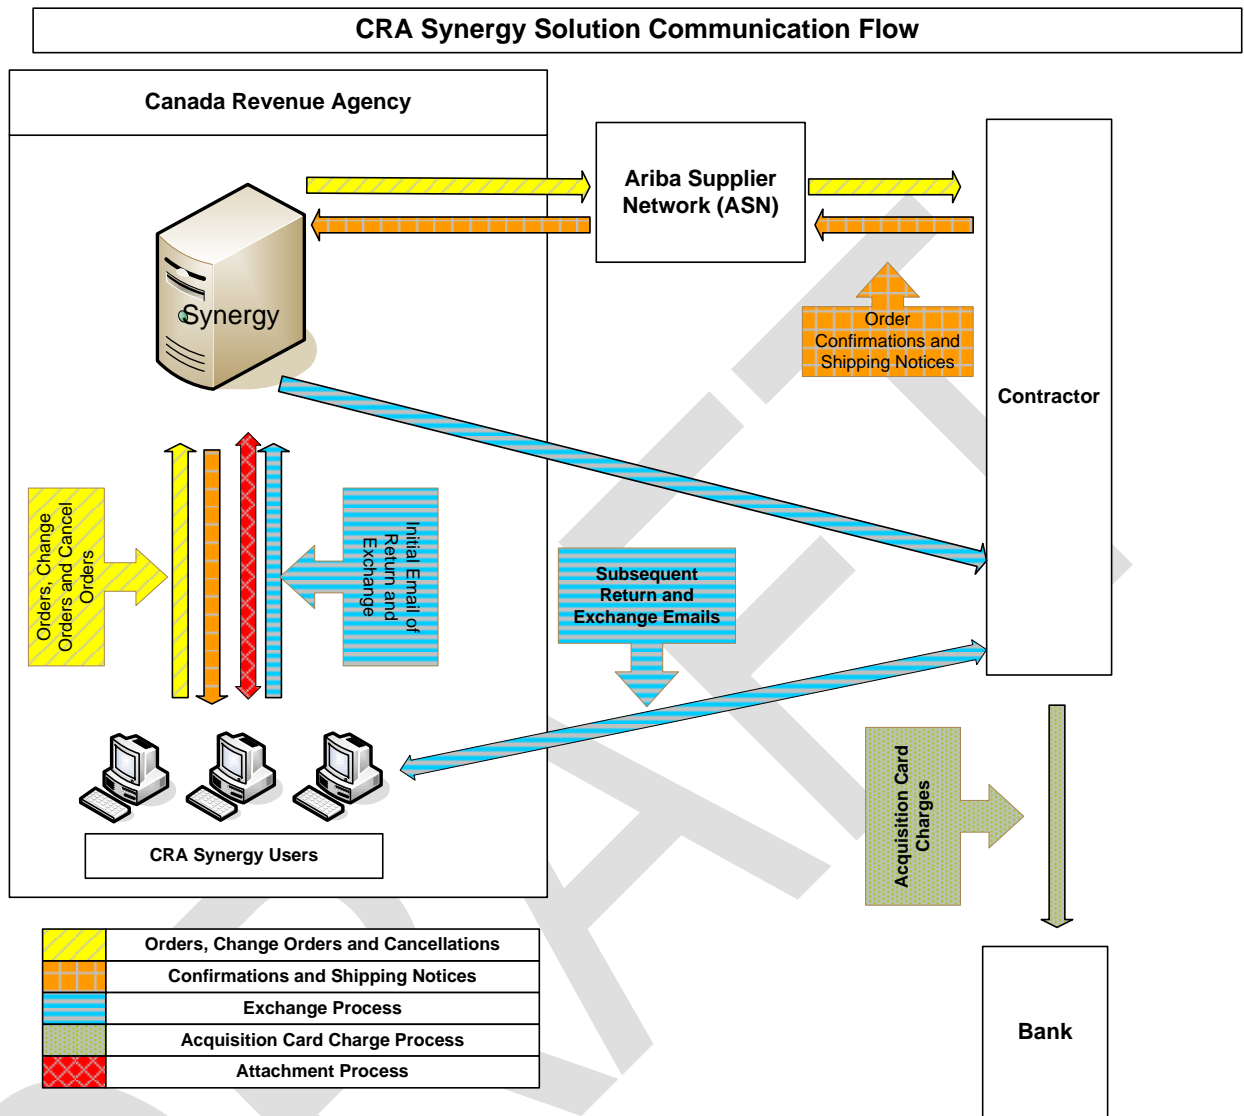 CRA Synergy Solution Communication Flow
Canada Revenue Agency
Ariba Supplier
Network (ASN)
Synergy
Order
Confirmations and
Shipping Notices
Contractor
Orders, Change
Orders and Cancel
Orders
Initial Email of
Return and
Exchange
Subsequent
Return and
Exchange Emails
Acquisition Card
Charges
CRA Synergy Users
Orders, Change Orders and Cancellations
Confirmations and Shipping Notices
Exchange Process
Acquisition Card Charge Process
Attachment Process
Bank
DRAFT